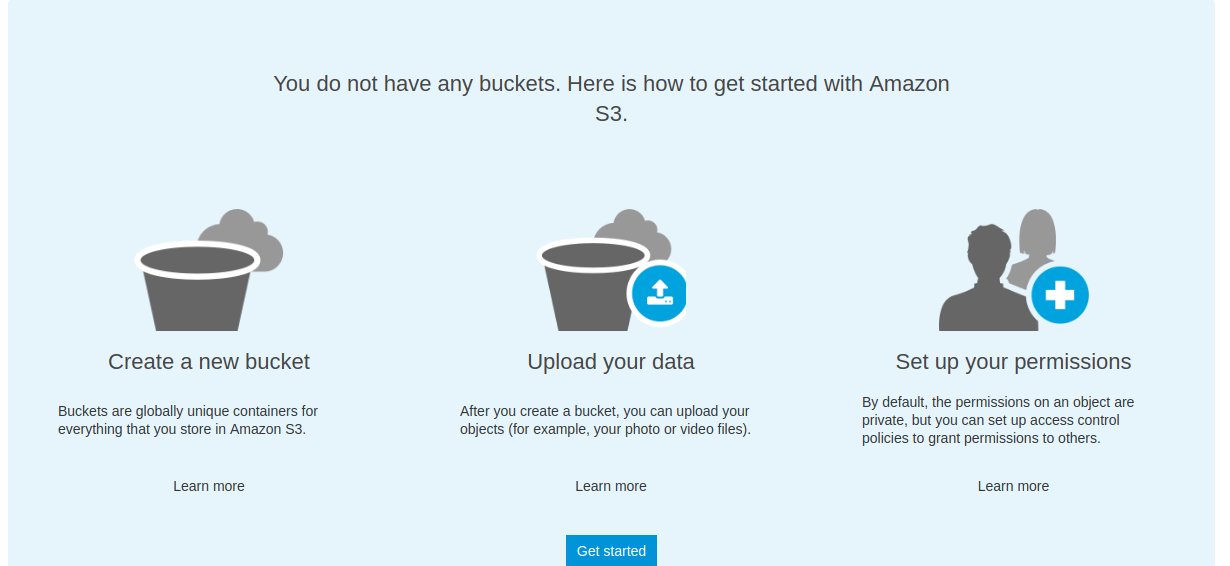 You do not have any buckets. Here is how to get started with Amazon
S3.
Create a new bucket
Buckets are globally unique containers for
everything that you store in Amazon S3.
Learn more
Upload your data
After you create a bucket, you can upload your
objects (for example, your photo or video files).
Learn more
Set up your permissions
By default, the permissions on an object are
private, but you can set up access control
policies to grant permissions to others.
Learn more
Get started